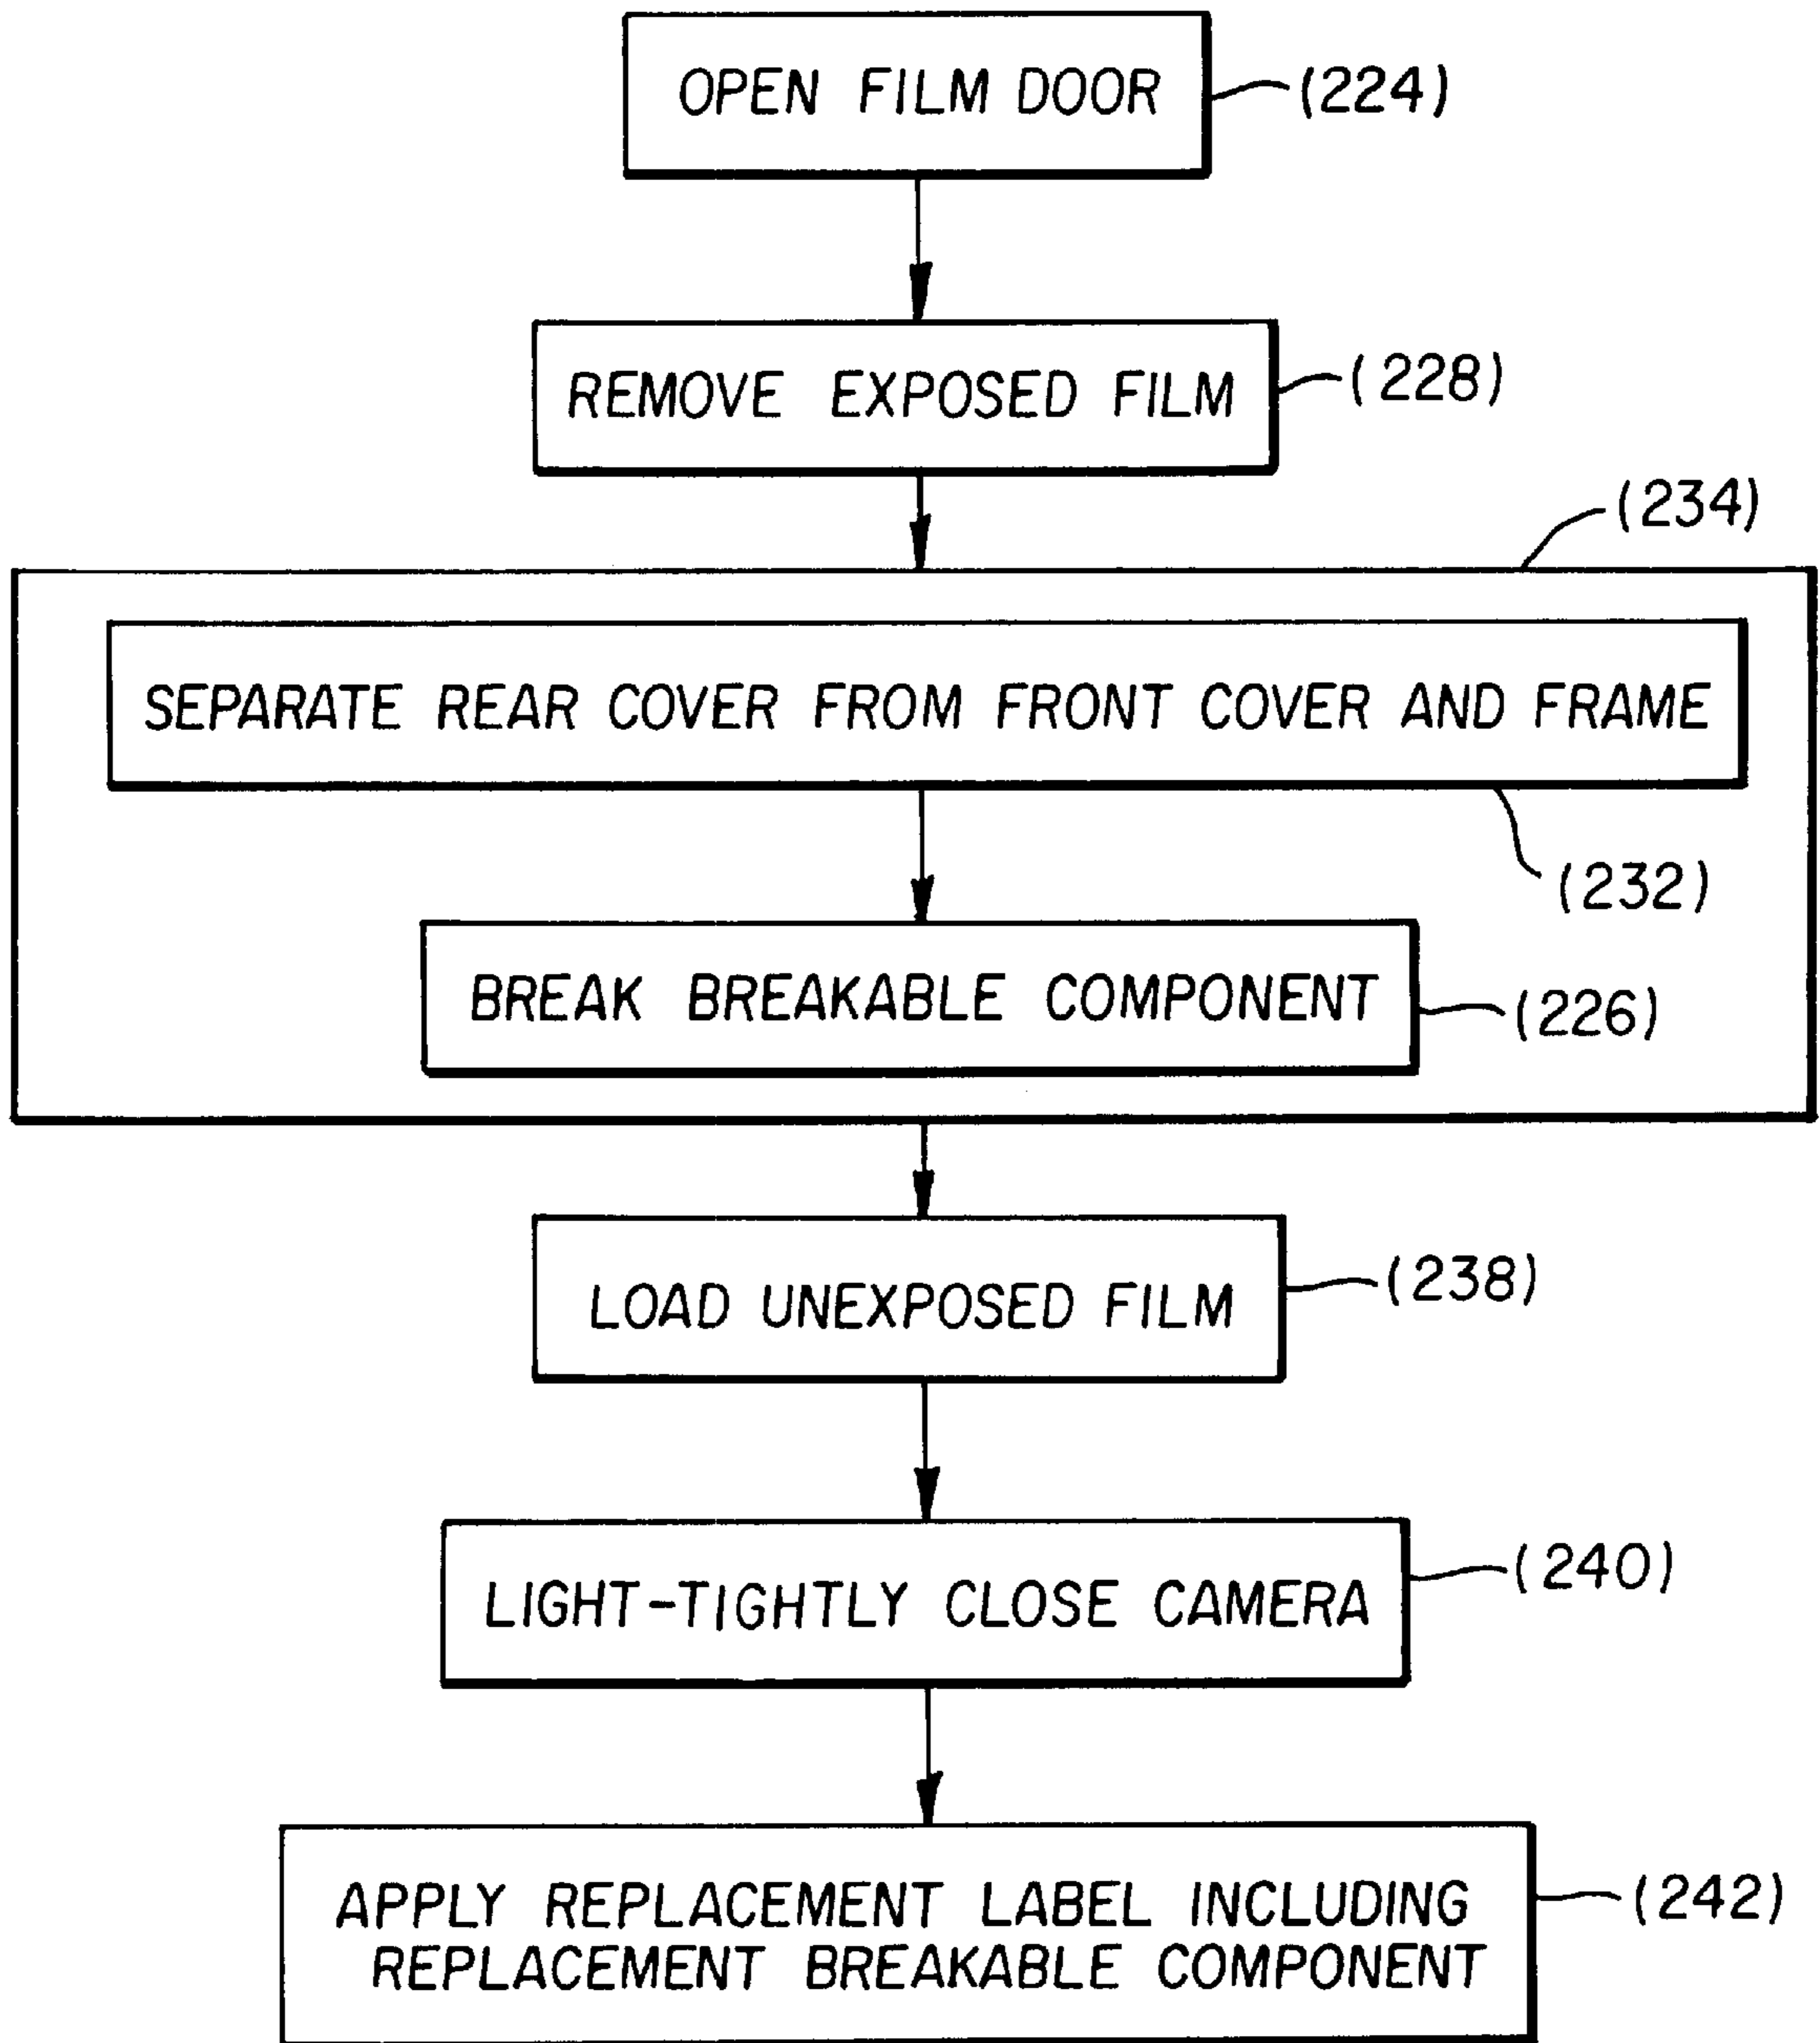 OPEN FILM DOOR
(224)
REMOVE EXPOSED FILM
(228)
(234)
SEPARATE REAR COVER FROM FRONT COVER AND FRAME
(232)
BREAK BREAKABLE COMPONENT
(226)
LOAD UNEXPOSED FILM
(238)
LIGHT-TIGHTLY CLOSE CAMERA
(240)
APPLY REPLACEMENT LABEL INCLUDING
REPLACEMENT BREAKABLE COMPONENT
(242)